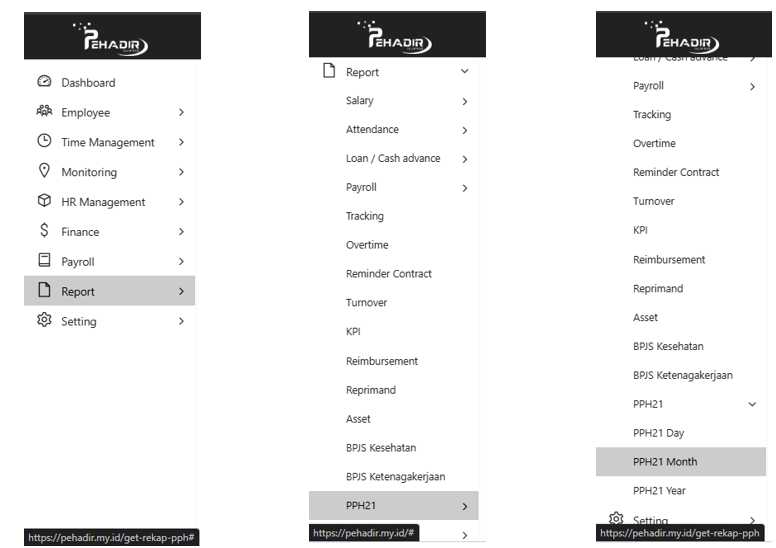 PEHADIR
Dashboard
Employee
Time Management
Monitoring
HR Management
Finance
Payroll
Report
Setting
https://pehadir.my.id/get-rekap-pph#
PEHADIR
Report
Salary
Attendance
Loan / Cash advance
Payroll
Tracking
Overtime
Reminder Contract
Turnover
KPI
Reimbursement
Reprimand
Asset
BPJS Kesehatan
BPJS Ketenagakerjaan
PPH21
https://pehadir.my.id/#
PEHADIR
Loan / Cash advance
Payroll
Tracking
Overtime
Reminder Contract
Turnover
KPI
Reimbursement
Reprimand
Asset
BPJS Kesehatan
BPJS Ketenagakerjaan
PPH21
PPH21 Day
PPH21 Month
PPH21 Year
Setting
https://pehadir.my.id/get-rekap-pph